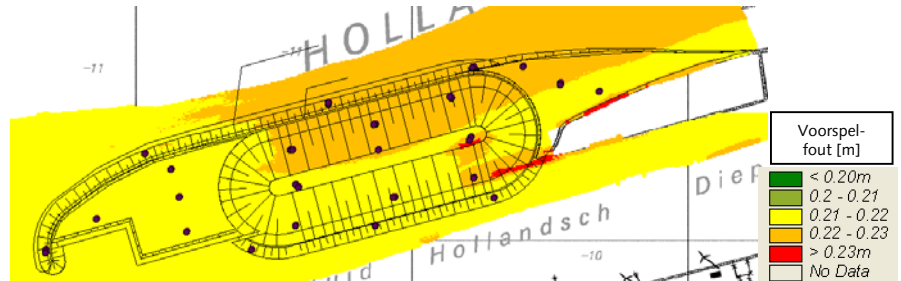 HOLLA
-11
-11
Hollandsch
Diep
-10
Voorspel-
fout [m]
< 0.20m
0.2 - 0.21
0.21 - 0.22
0.22 - 0.23
> 0.23m
No Data